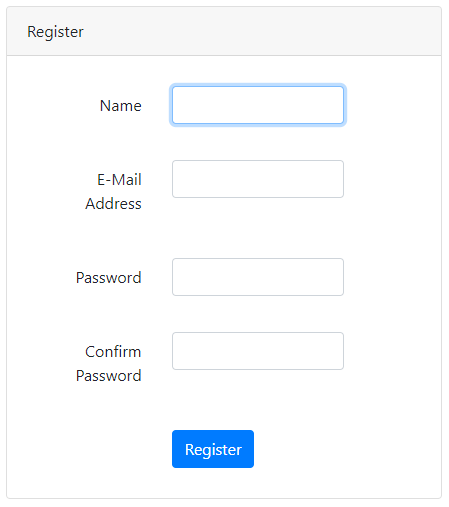 Register
Name
E-Mail
Address
Password
Confirm
Password
Register